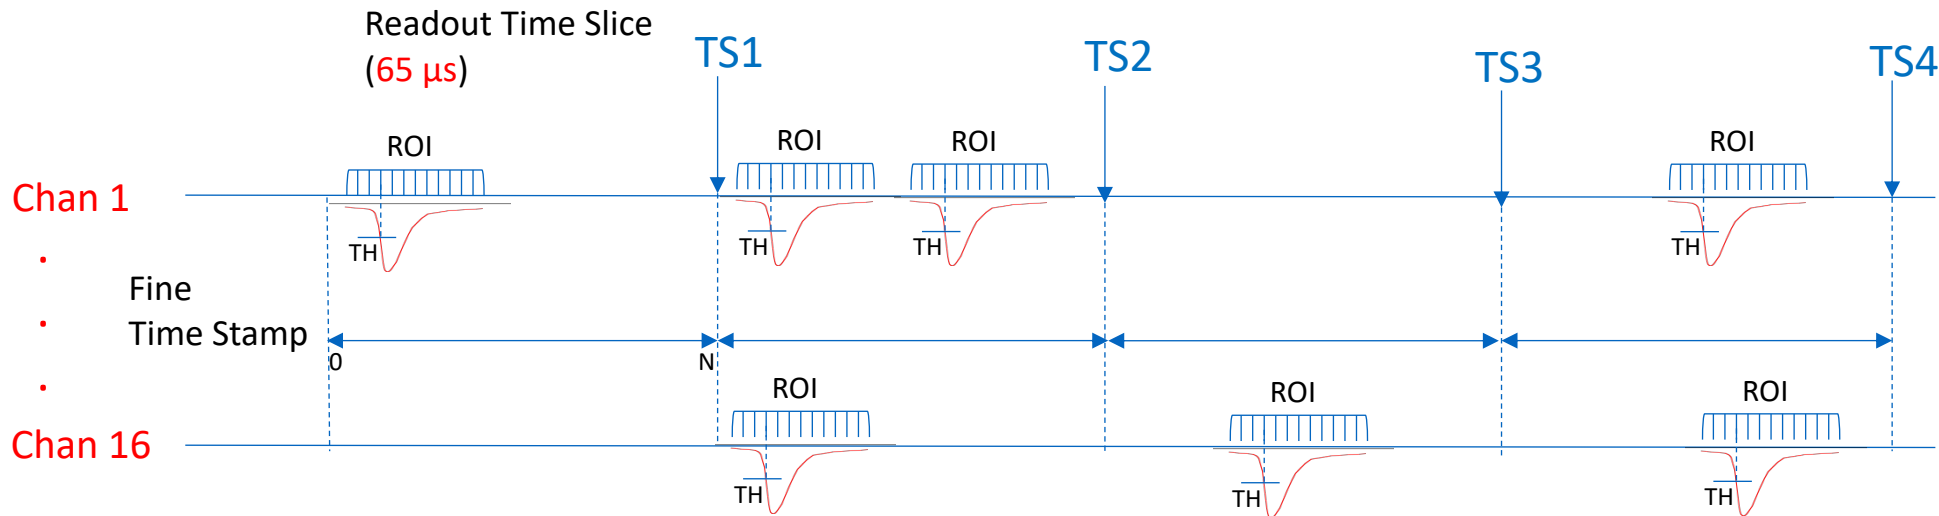 Readout Time Slice
(65 µs)
TS1
TS2
TS3
TS4
ROI
ROI
ROI
ROI
Chan 1
TH
TH
TH
TH
Fine
Time Stamp
0
N
ROI
ROI
ROI
Chan 16
TH
TH
TH